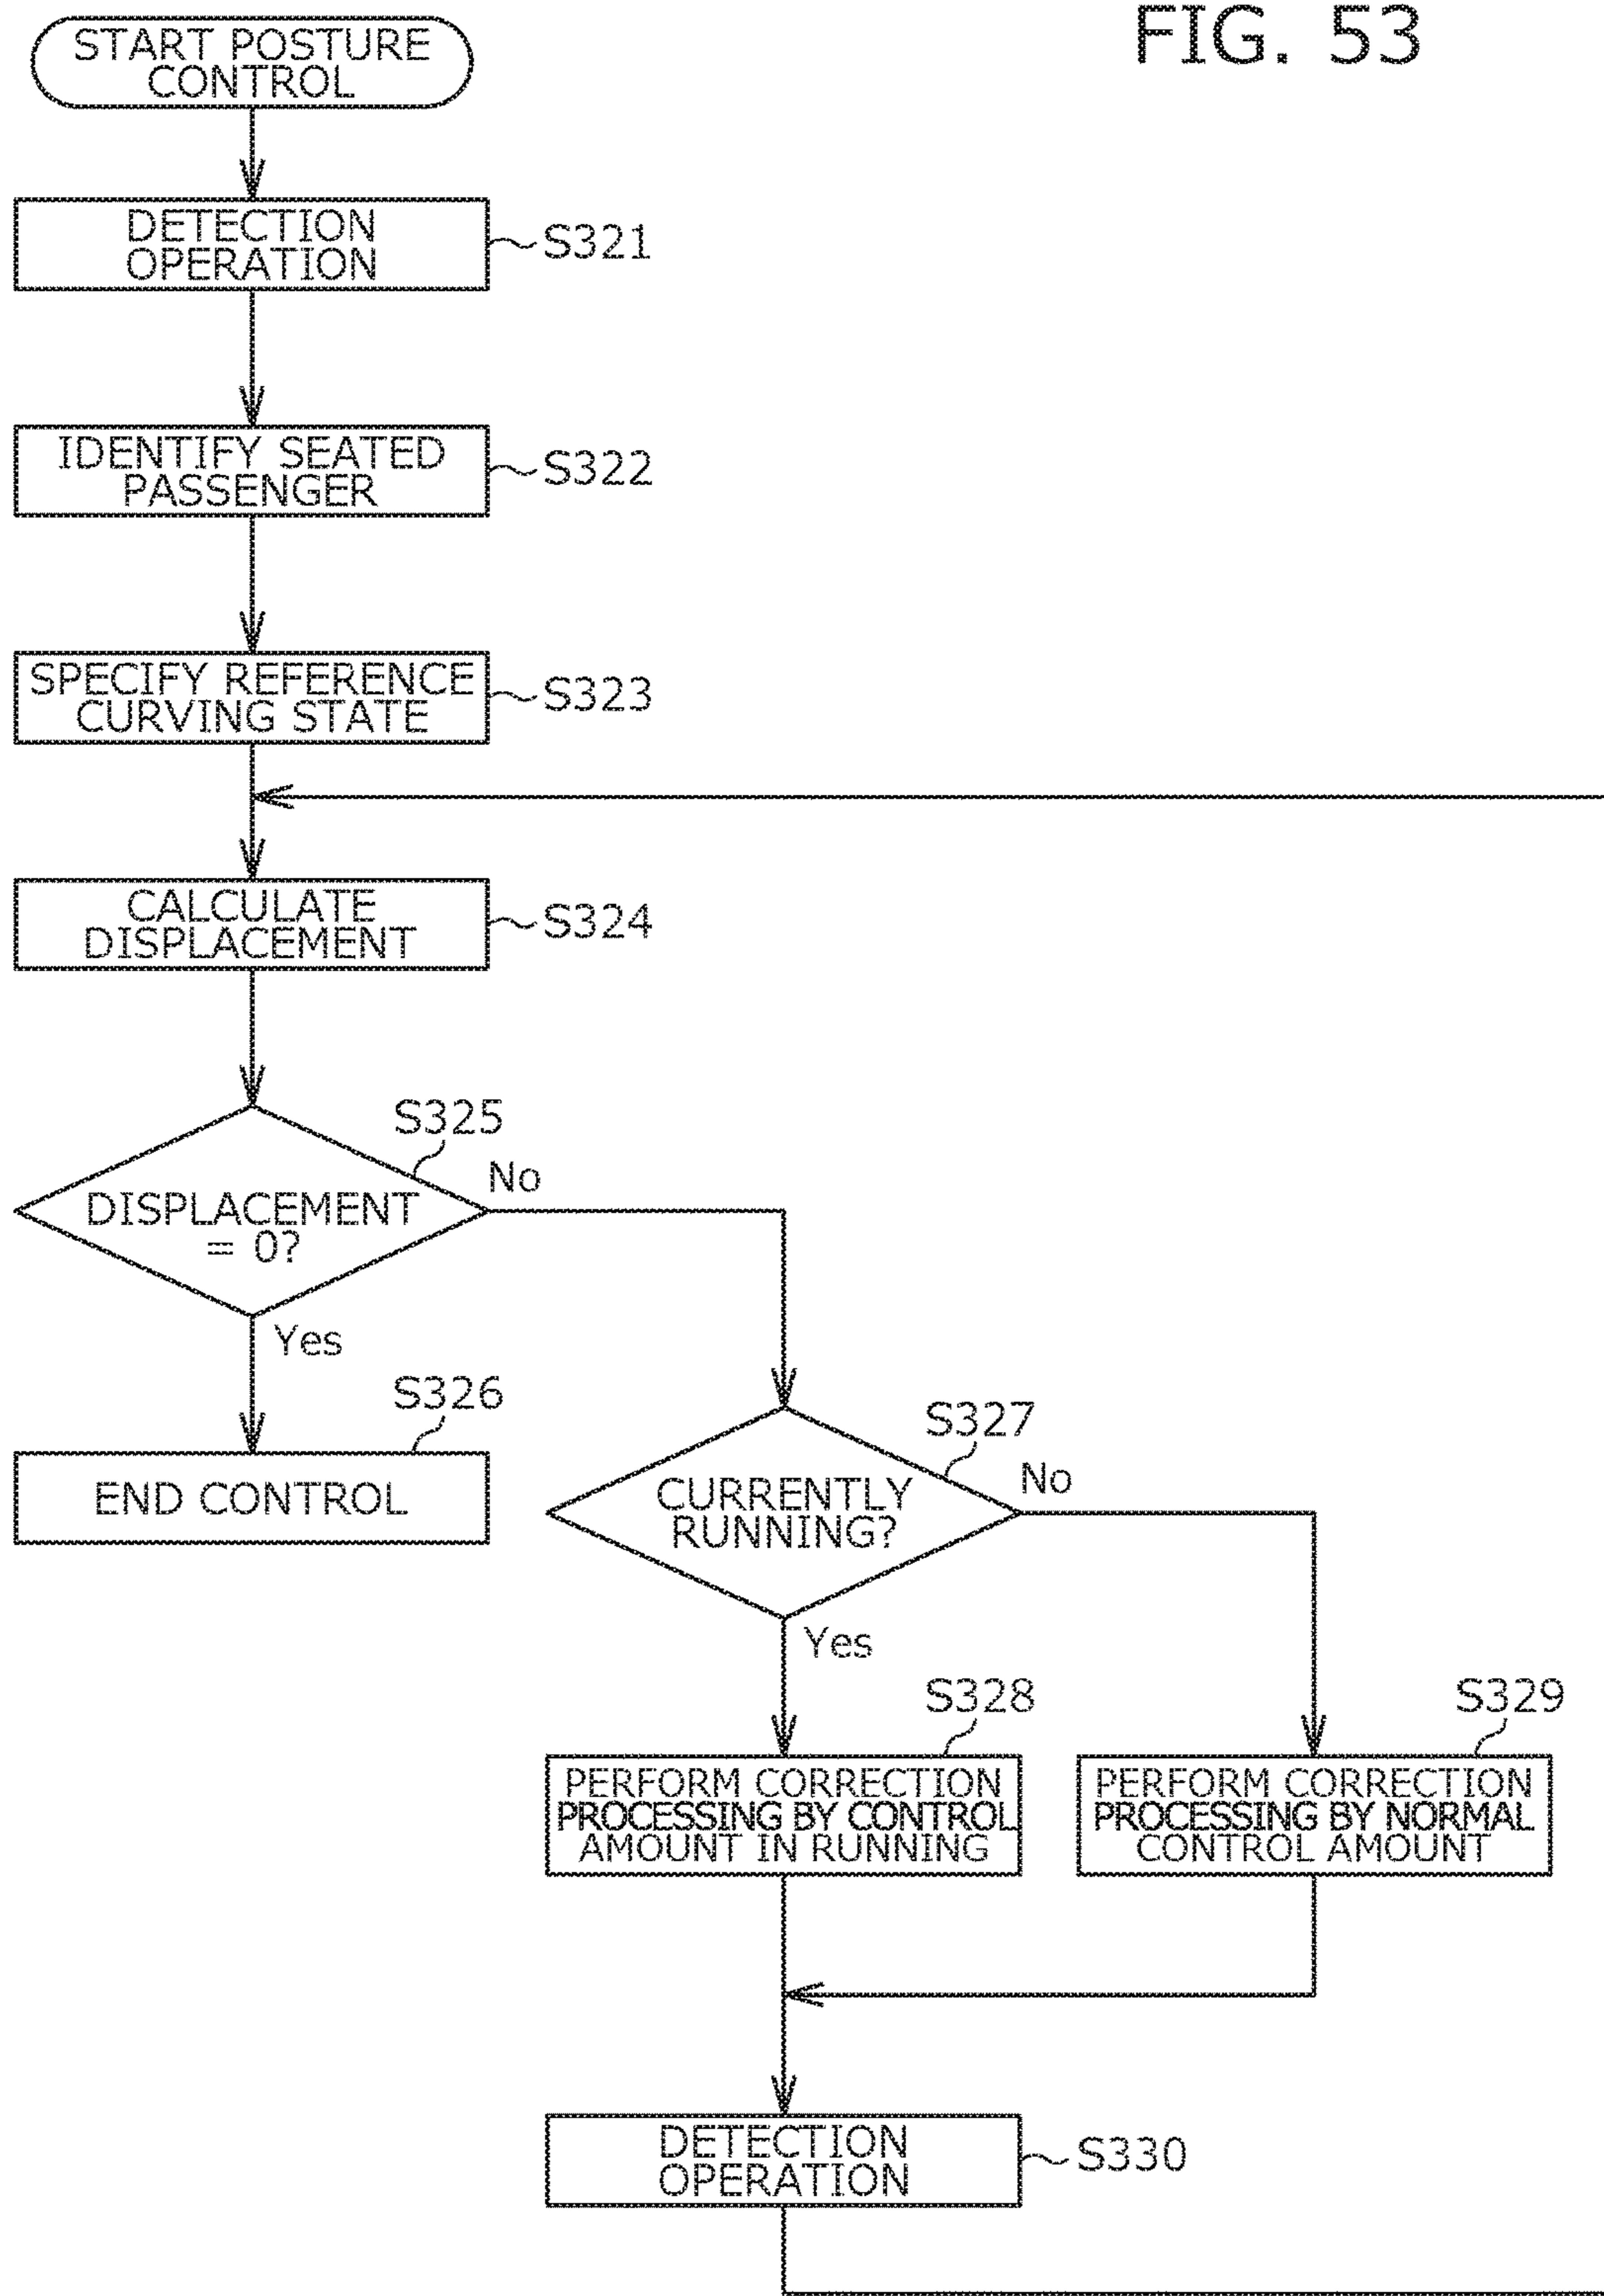 FIG. 53
START POSTURE
CONTROL
DETECTION
OPERATION
S321
IDENTIFY SEATED
PASSENGER
S322
SPECIFY REFERENCE
CURVING STATE
S323
CALCULATE
DISPLACEMENT
S324
S325
No
DISPLACEMENT
= 0?
Yes
S326
END CONTROL
S327
No
CURRENTLY
RUNNING?
Yes
S328
PERFORM CORRECTION
PROCESSING BY CONTROL
AMOUNT IN RUNNING
S329
PERFORM CORRECTION
PROCESSING BY NORMAL
CONTROL AMOUNT
DETECTION
OPERATION
S330